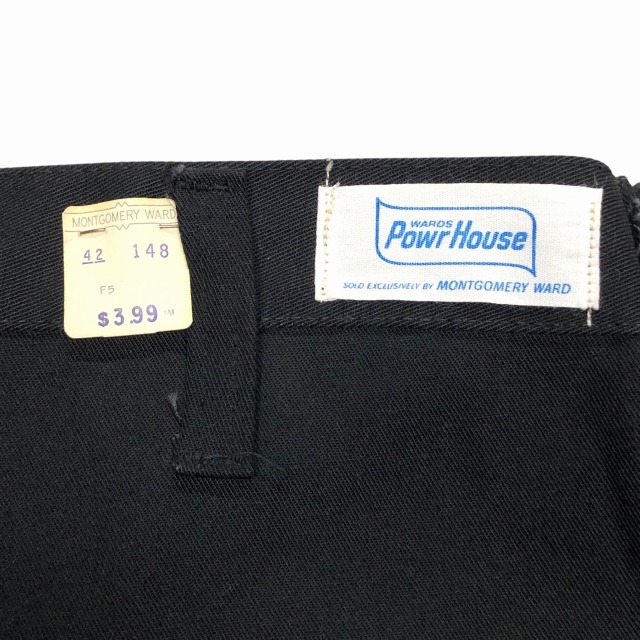 MONTGOMERY WARD
42 148
F5
$3.99
WARDS
PowrHouse
SOLD EXCLUSIVELY BY MONTGOMERY WARD